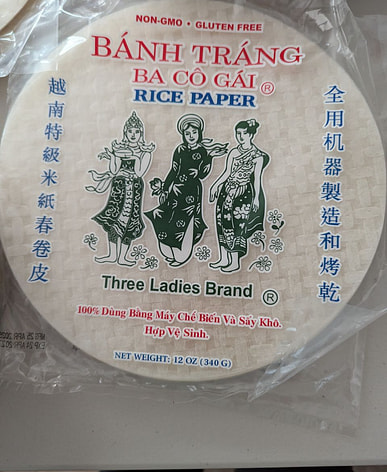 NON-GMO • GLUTEN FREE
BÁNH TRÁNG
BA CÔ GÁI ®
RICE PAPER
越南特級米紙春卷皮
全用机器製造和烤乾
Three Ladies Brand ®
100% Dùng Bằng Máy Chế Biến Và Sấy Khô.
Hợp Vệ Sinh.
NET WEIGHT: 12 OZ (340 G)